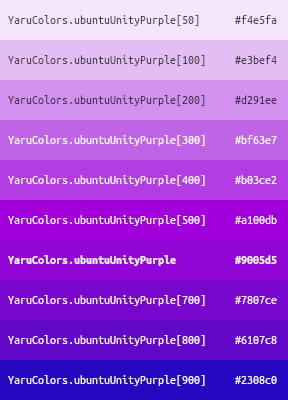 YaruColors.ubuntuUnityPurple[50] #f4e5fa
YaruColors.ubuntuUnityPurple[100] #e3bef4
YaruColors.ubuntuUnityPurple[200] #d291ee
YaruColors.ubuntuUnityPurple[300] #bf63e7
YaruColors.ubuntuUnityPurple[400] #b03ce2
YaruColors.ubuntuUnityPurple[500] #a100db
YaruColors.ubuntuUnityPurple #9005d5
YaruColors.ubuntuUnityPurple[700] #7807ce
YaruColors.ubuntuUnityPurple[800] #6107c8
YaruColors.ubuntuUnityPurple[900] #2308c0